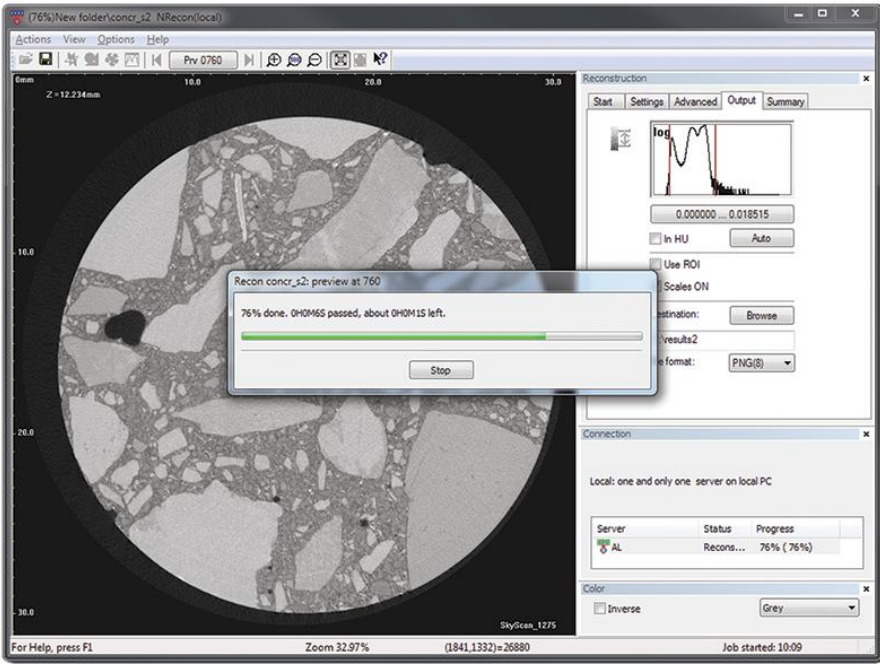 (76%)New folder\concr_s2 NRecon(local)
Actions View Options Help
Prv 0760
0mm 10.0 20.0 30.0
Z=12.234mm
10.0
20.0
30.0
SkyScan_1275
Recon concr_s2: preview at 760
76% done. 0H0M6S passed, about 0H0M1S left.
Stop
Reconstruction
Start Settings Advanced Output Summary
log
0.000000 ... 0.018515
In HU Auto
Use ROI
Scales ON
estination: Browse
:\results2
e format: PNG(8)
Connection
Local: one and only one server on local PC
Server Status Progress
AL Recons... 76% ( 76%)
Color
Inverse Grey
For Help, press F1 Zoom 32.97% (1841,1332)=26880 Job started: 10:09